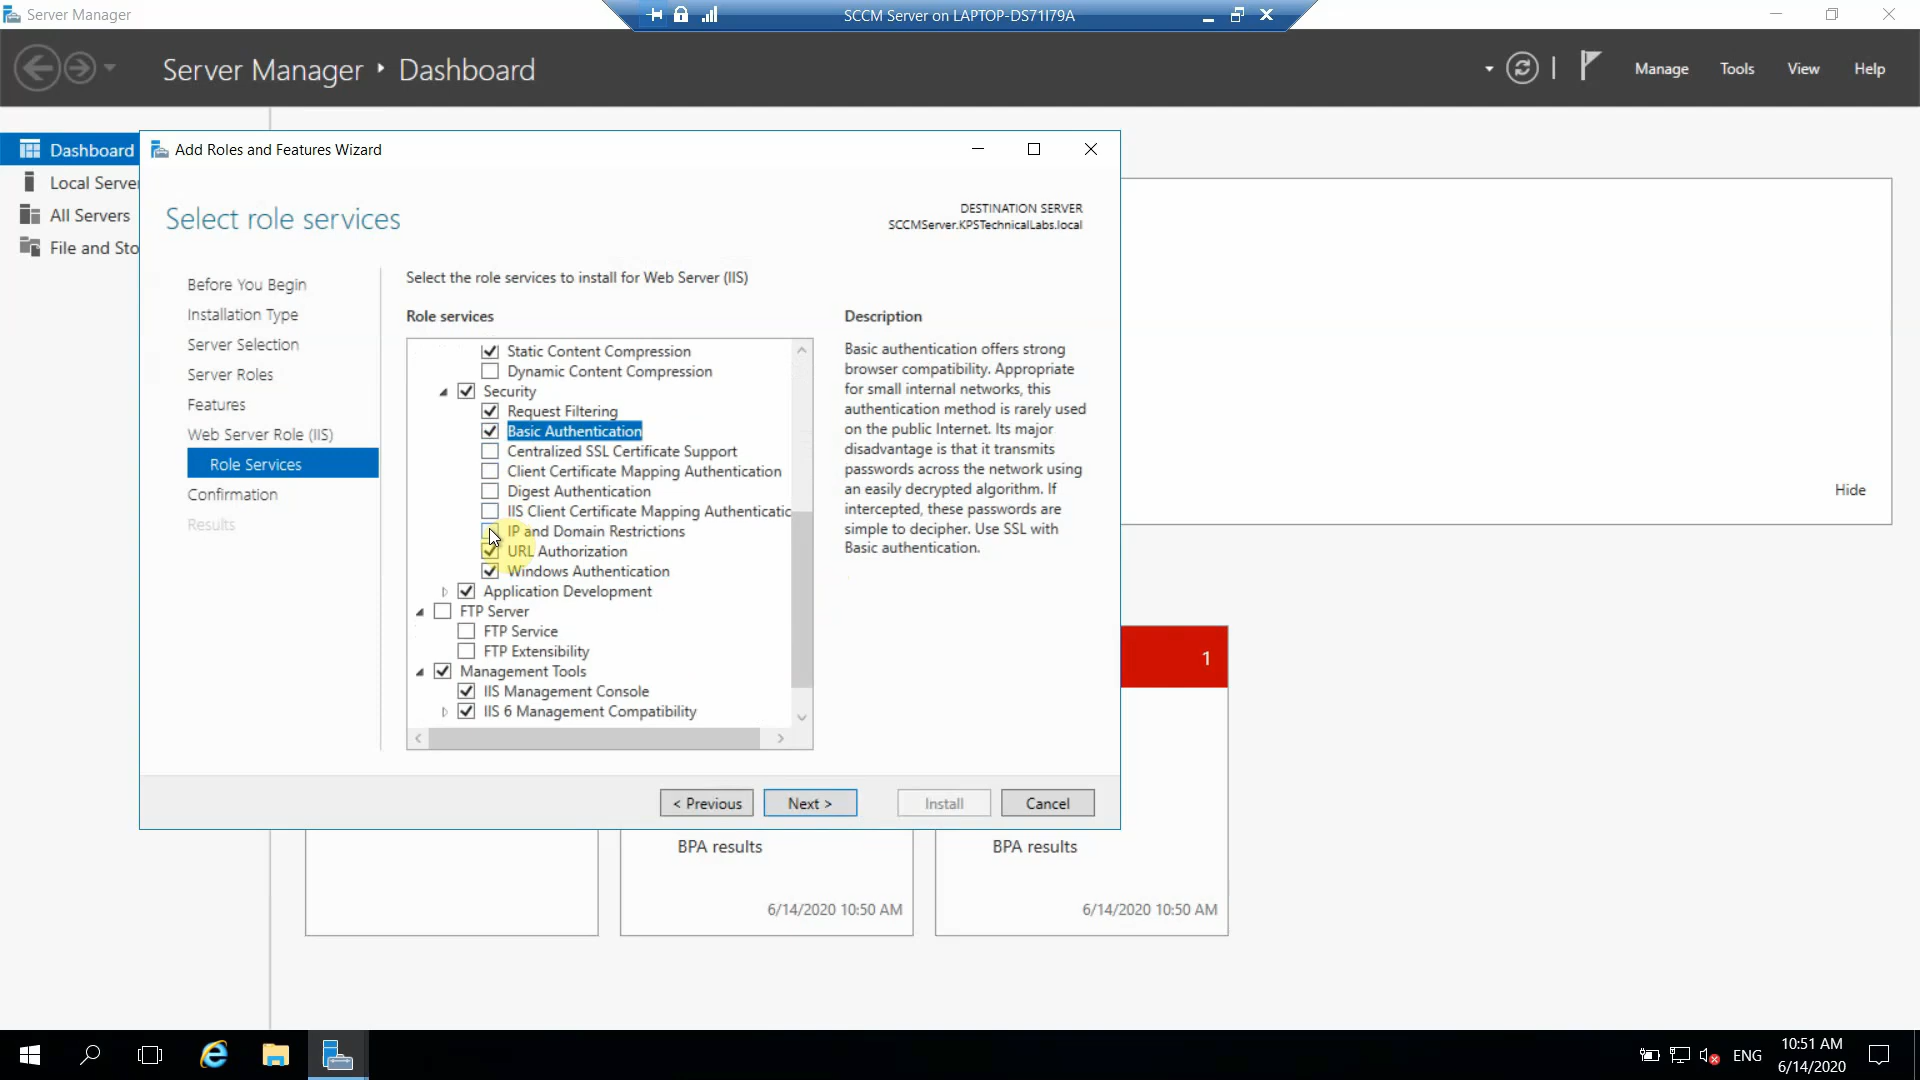 Server Manager
SCCM Server on LAPTOP-DS71I79A
Server Manager ‣ Dashboard
Manage Tools View Help
Dashboard
Local Serve
All Servers
File and Sto
Add Roles and Features Wizard
Select role services
DESTINATION SERVER
SCCMServer.KPSTechnicalLabs.local
Before You Begin
Installation Type
Server Selection
Server Roles
Features
Web Server Role (IIS)
Role Services
Confirmation
Results
Select the role services to install for Web Server (IIS)
Role services
Static Content Compression
Dynamic Content Compression
Security
Request Filtering
Basic Authentication
Centralized SSL Certificate Support
Client Certificate Mapping Authentication
Digest Authentication
IIS Client Certificate Mapping Authenticatic
IP and Domain Restrictions
URL Authorization
Windows Authentication
Application Development
FTP Server
FTP Service
FTP Extensibility
Management Tools
IIS Management Console
IIS 6 Management Compatibility
Description
Basic authentication offers strong
browser compatibility. Appropriate
for small internal networks, this
authentication method is rarely used
on the public Internet. Its major
disadvantage is that it transmits
passwords across the network using
an easily decrypted algorithm. If
intercepted, these passwords are
simple to decipher. Use SSL with
Basic authentication.
< Previous
Next >
Install
Cancel
Hide
1
BPA results
6/14/2020 10:50 AM
BPA results
6/14/2020 10:50 AM
ENG
10:51 AM
6/14/2020